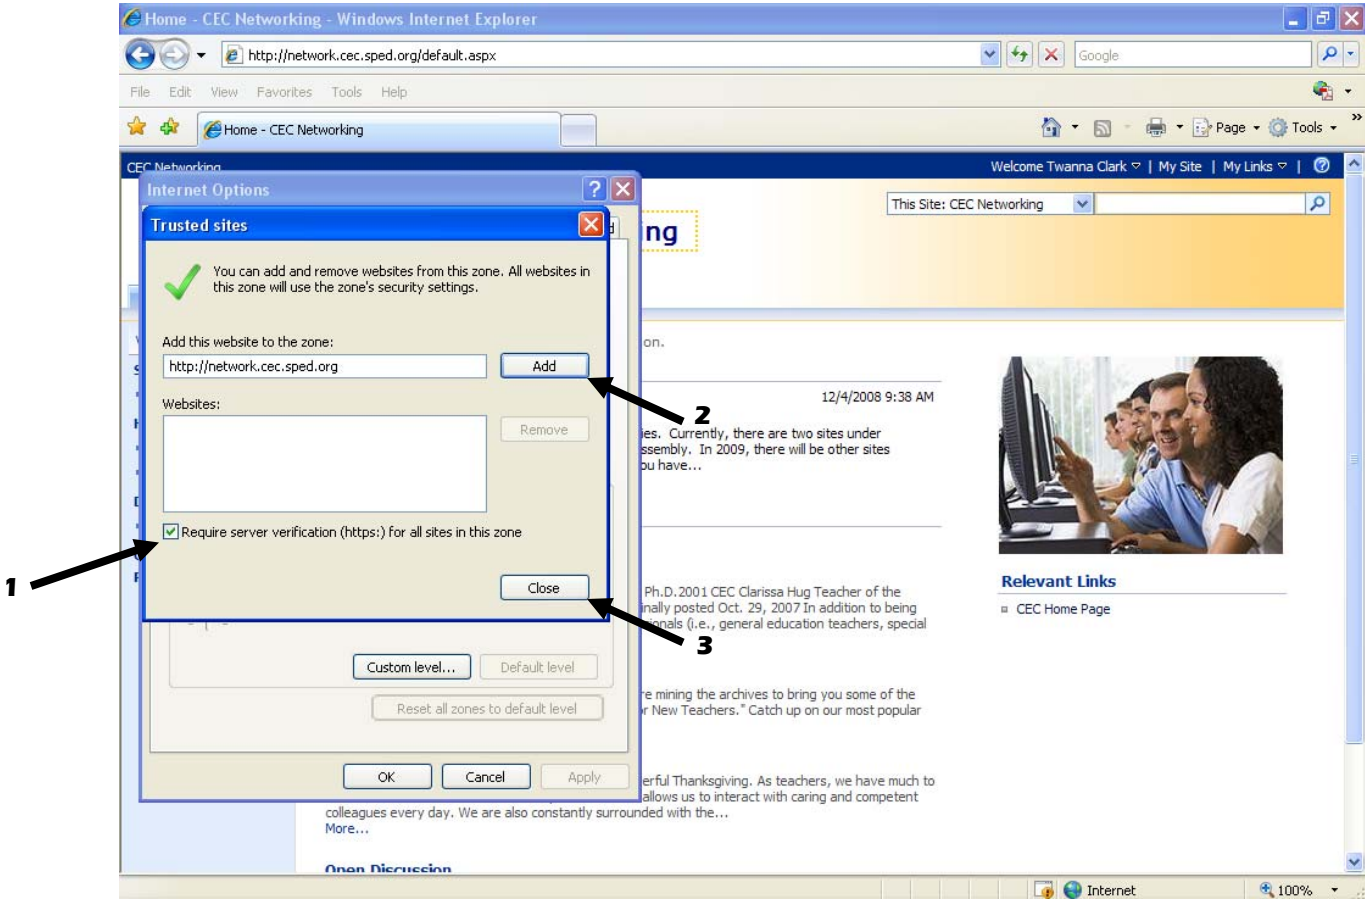 Home - CEC Networking - Windows Internet Explorer
http://network.cec.sped.org/default.aspx
Google
File Edit View Favorites Tools Help
Home - CEC Networking
Page Tools
CEC Networking
Welcome Twanna Clark | My Site | My Links |
Internet Options
This Site: CEC Networking
Trusted sites
ing
You can add and remove websites from this zone. All websites in
this zone will use the zone's security settings.
Add this website to the zone:
on.
http://network.cec.sped.org
Add
12/4/2008 9:38 AM
2
Websites:
Remove
ies. Currently, there are two sites under
ssembly. In 2009, there will be other sites
ou have...
Require server verification (https:) for all sites in this zone
1
Close
Relevant Links
Ph.D.2001 CEC Clarissa Hug Teacher of the
CEC Home Page
inally posted Oct. 29, 2007 In addition to being
sionals (i.e., general education teachers, special
3
Custom level...
Default level
re mining the archives to bring you some of the
Reset all zones to default level
r New Teachers." Catch up on our most popular
OK
Cancel
Apply
erful Thanksgiving. As teachers, we have much to
allows us to interact with caring and competent
colleagues every day. We are also constantly surrounded with the...
More...
Open Discussion
Internet
100%